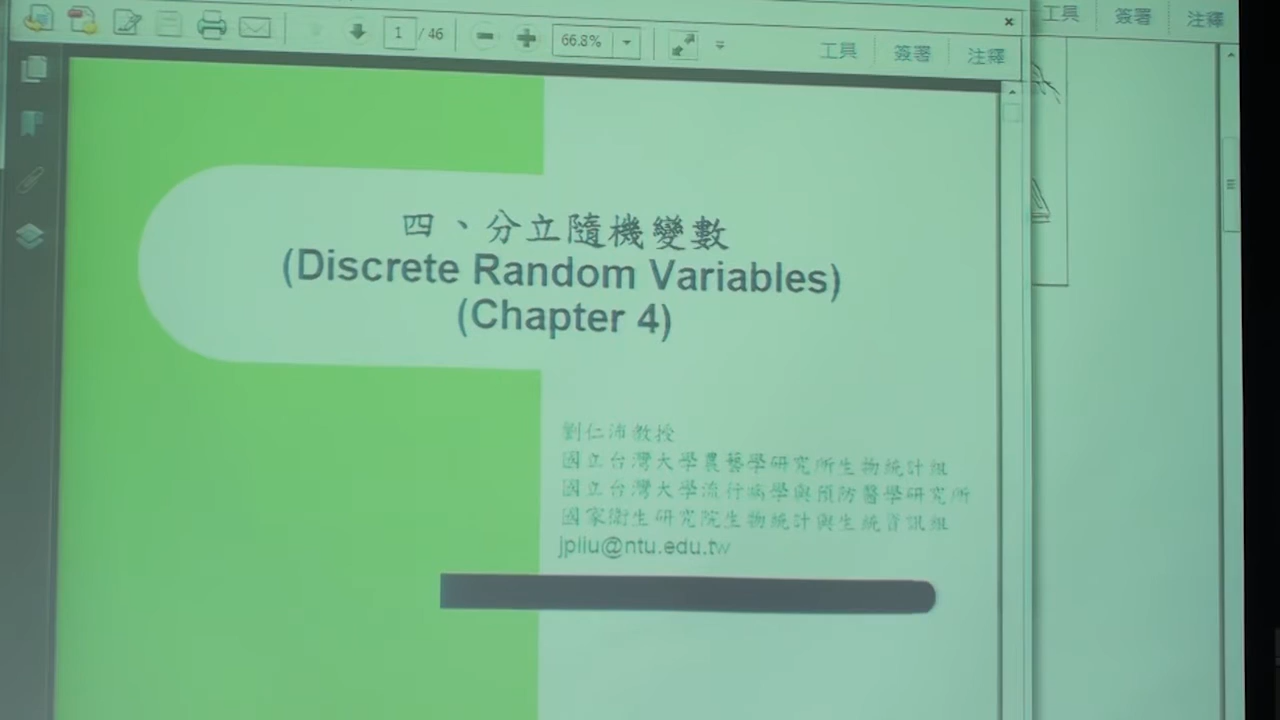 1 / 46 66.8% 工具 簽署 注釋
工具 簽署 注釋
四、分立隨機變數
(Discrete Random Variables)
(Chapter 4)
劉仁沛教授
國立台灣大學農藝學研究所生物統計組
國立台灣大學流行病學與預防醫學研究所
國家衛生研究院生物統計與生統資訊組
jpliu@ntu.edu.tw